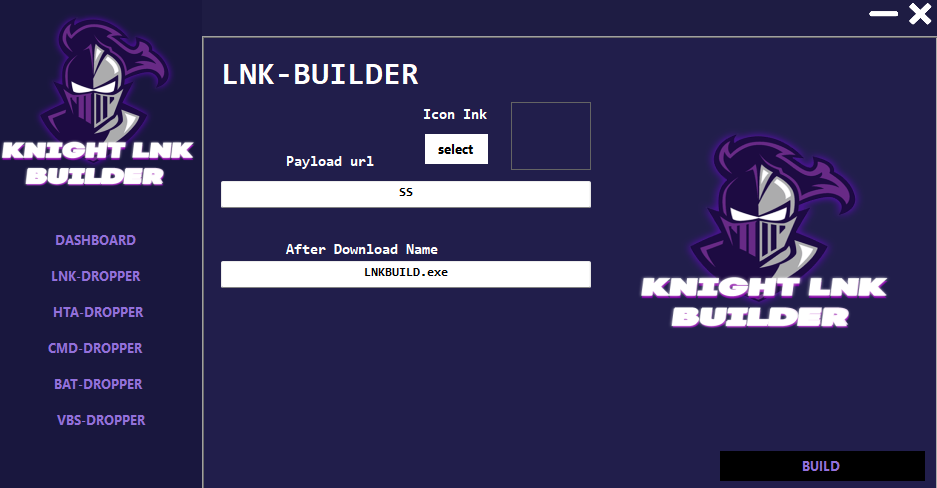 KNIGHT LNK
BUILDER
DASHBOARD
LNK-DROPPER
HTA-DROPPER
CMD-DROPPER
BAT-DROPPER
VBS-DROPPER
LNK-BUILDER
Icon Ink
select
Payload url
SS
After Download Name
LNKBUILD.exe
KNIGHT LNK
BUILDER
BUILD